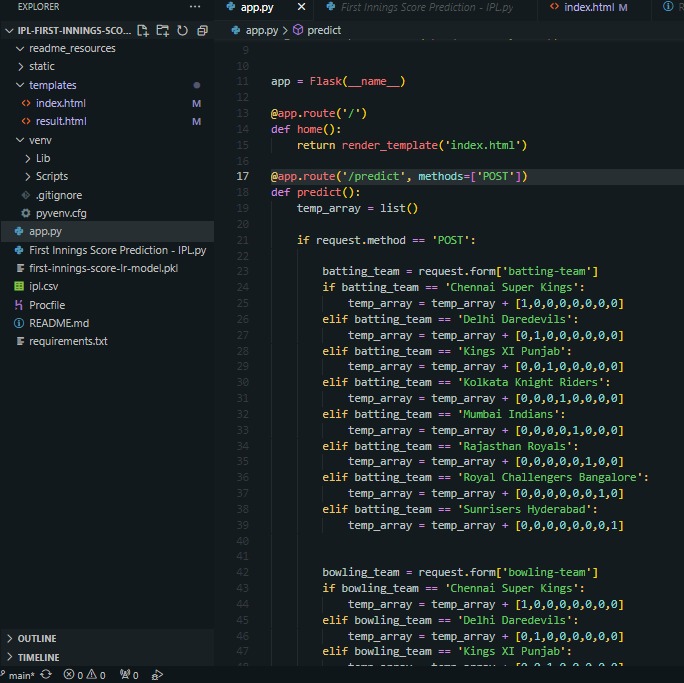 EXPLORER
···
IPL-FIRST-INNINGS-SCO...
readme_resources
static
templates
index.html M
result.html M
venv
Lib
Scripts
.gitignore
pyvenv.cfg
app.py
First Innings Score Prediction - IPL.py
first-innings-score-lr-model.pkl
ipl.csv
Procfile
README.md
requirements.txt
OUTLINE
TIMELINE
main* 0 0 0
app.py First Innings Score Prediction - IPL.py index.html M
app.py > predict
9
10
11 app = Flask(__name__)
12
13 @app.route('/')
14 def home():
15 return render_template('index.html')
16
17 @app.route('/predict', methods=['POST'])
18 def predict():
19 temp_array = list()
20
21 if request.method == 'POST':
22
23 batting_team = request.form['batting-team']
24 if batting_team == 'Chennai Super Kings':
25 temp_array = temp_array + [1,0,0,0,0,0,0,0]
26 elif batting_team == 'Delhi Daredevils':
27 temp_array = temp_array + [0,1,0,0,0,0,0,0]
28 elif batting_team == 'Kings XI Punjab':
29 temp_array = temp_array + [0,0,1,0,0,0,0,0]
30 elif batting_team == 'Kolkata Knight Riders':
31 temp_array = temp_array + [0,0,0,1,0,0,0,0]
32 elif batting_team == 'Mumbai Indians':
33 temp_array = temp_array + [0,0,0,0,1,0,0,0]
34 elif batting_team == 'Rajasthan Royals':
35 temp_array = temp_array + [0,0,0,0,0,1,0,0]
36 elif batting_team == 'Royal Challengers Bangalore':
37 temp_array = temp_array + [0,0,0,0,0,0,1,0]
38 elif batting_team == 'Sunrisers Hyderabad':
39 temp_array = temp_array + [0,0,0,0,0,0,0,1]
40
41
42 bowling_team = request.form['bowling-team']
43 if bowling_team == 'Chennai Super Kings':
44 temp_array = temp_array + [1,0,0,0,0,0,0,0]
45 elif bowling_team == 'Delhi Daredevils':
46 temp_array = temp_array + [0,1,0,0,0,0,0,0]
47 elif bowling_team == 'Kings XI Punjab':